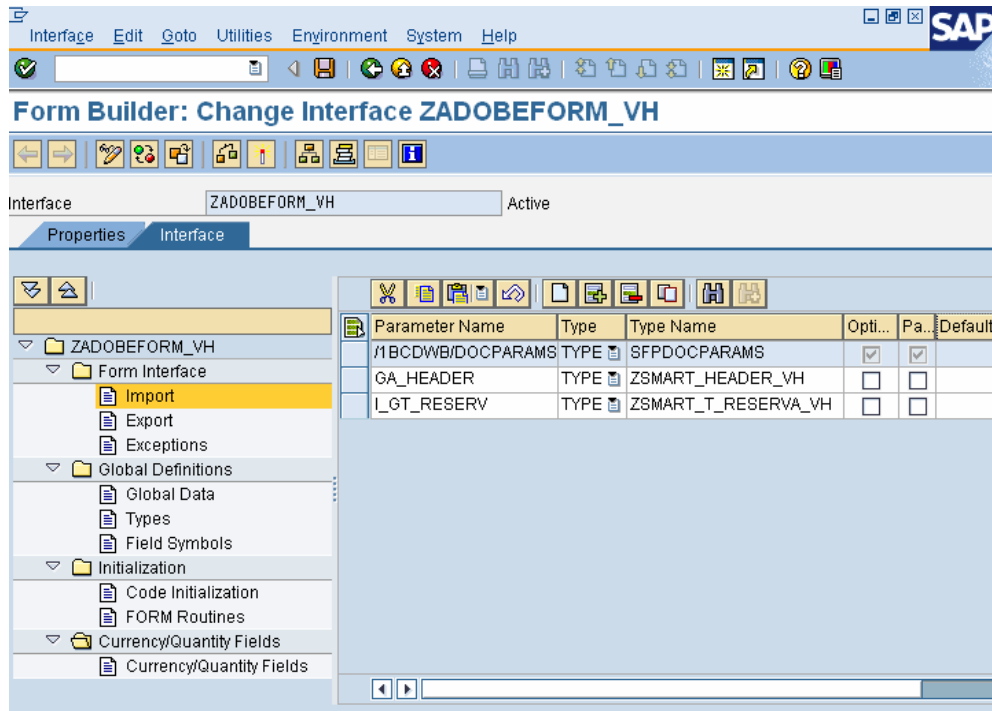 Interface Edit Goto Utilities Environment System Help
SAP
Form Builder: Change Interface ZADOBEFORM_VH
Interface ZADOBEFORM_VH Active
Properties Interface
Parameter Name Type Type Name Opti... Pa... Default
ZADOBEFORM_VH
/1BCDWB/DOCPARAMS TYPE SFPDOCPARAMS
Form Interface
GA_HEADER TYPE ZSMART_HEADER_VH
Import
I_GT_RESERV TYPE ZSMART_T_RESERVA_VH
Export
Exceptions
Global Definitions
Global Data
Types
Field Symbols
Initialization
Code Initialization
FORM Routines
Currency/Quantity Fields
Currency/Quantity Fields